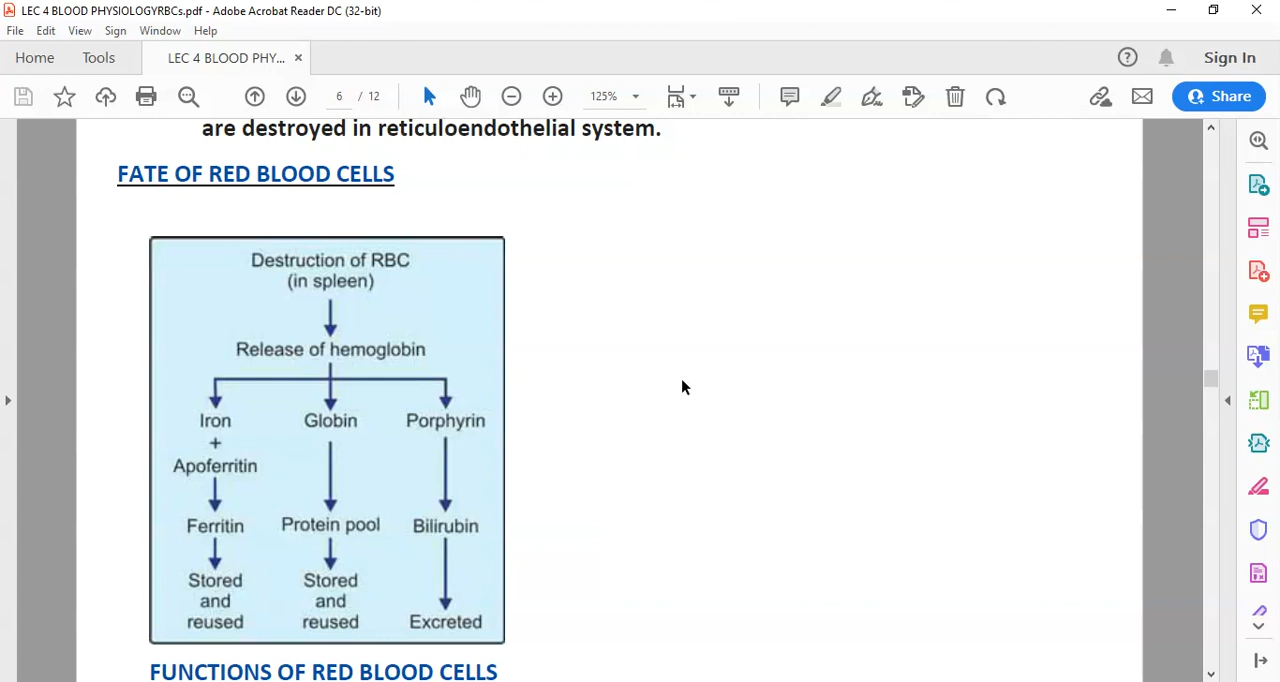 LEC 4 BLOOD PHYSIOLOGYRBCs.pdf - Adobe Acrobat Reader DC (32-bit)
File Edit View Sign Window Help
Home Tools LEC 4 BLOOD PHY... × Sign In
6 / 12 125% Share
are destroyed in reticuloendothelial system.
FATE OF RED BLOOD CELLS
Destruction of RBC
(in spleen)
Release of hemoglobin
Iron Globin Porphyrin
+
Apoferritin
Ferritin Protein pool Bilirubin
Stored Stored
and and
reused reused Excreted
FUNCTIONS OF RED BLOOD CELLS